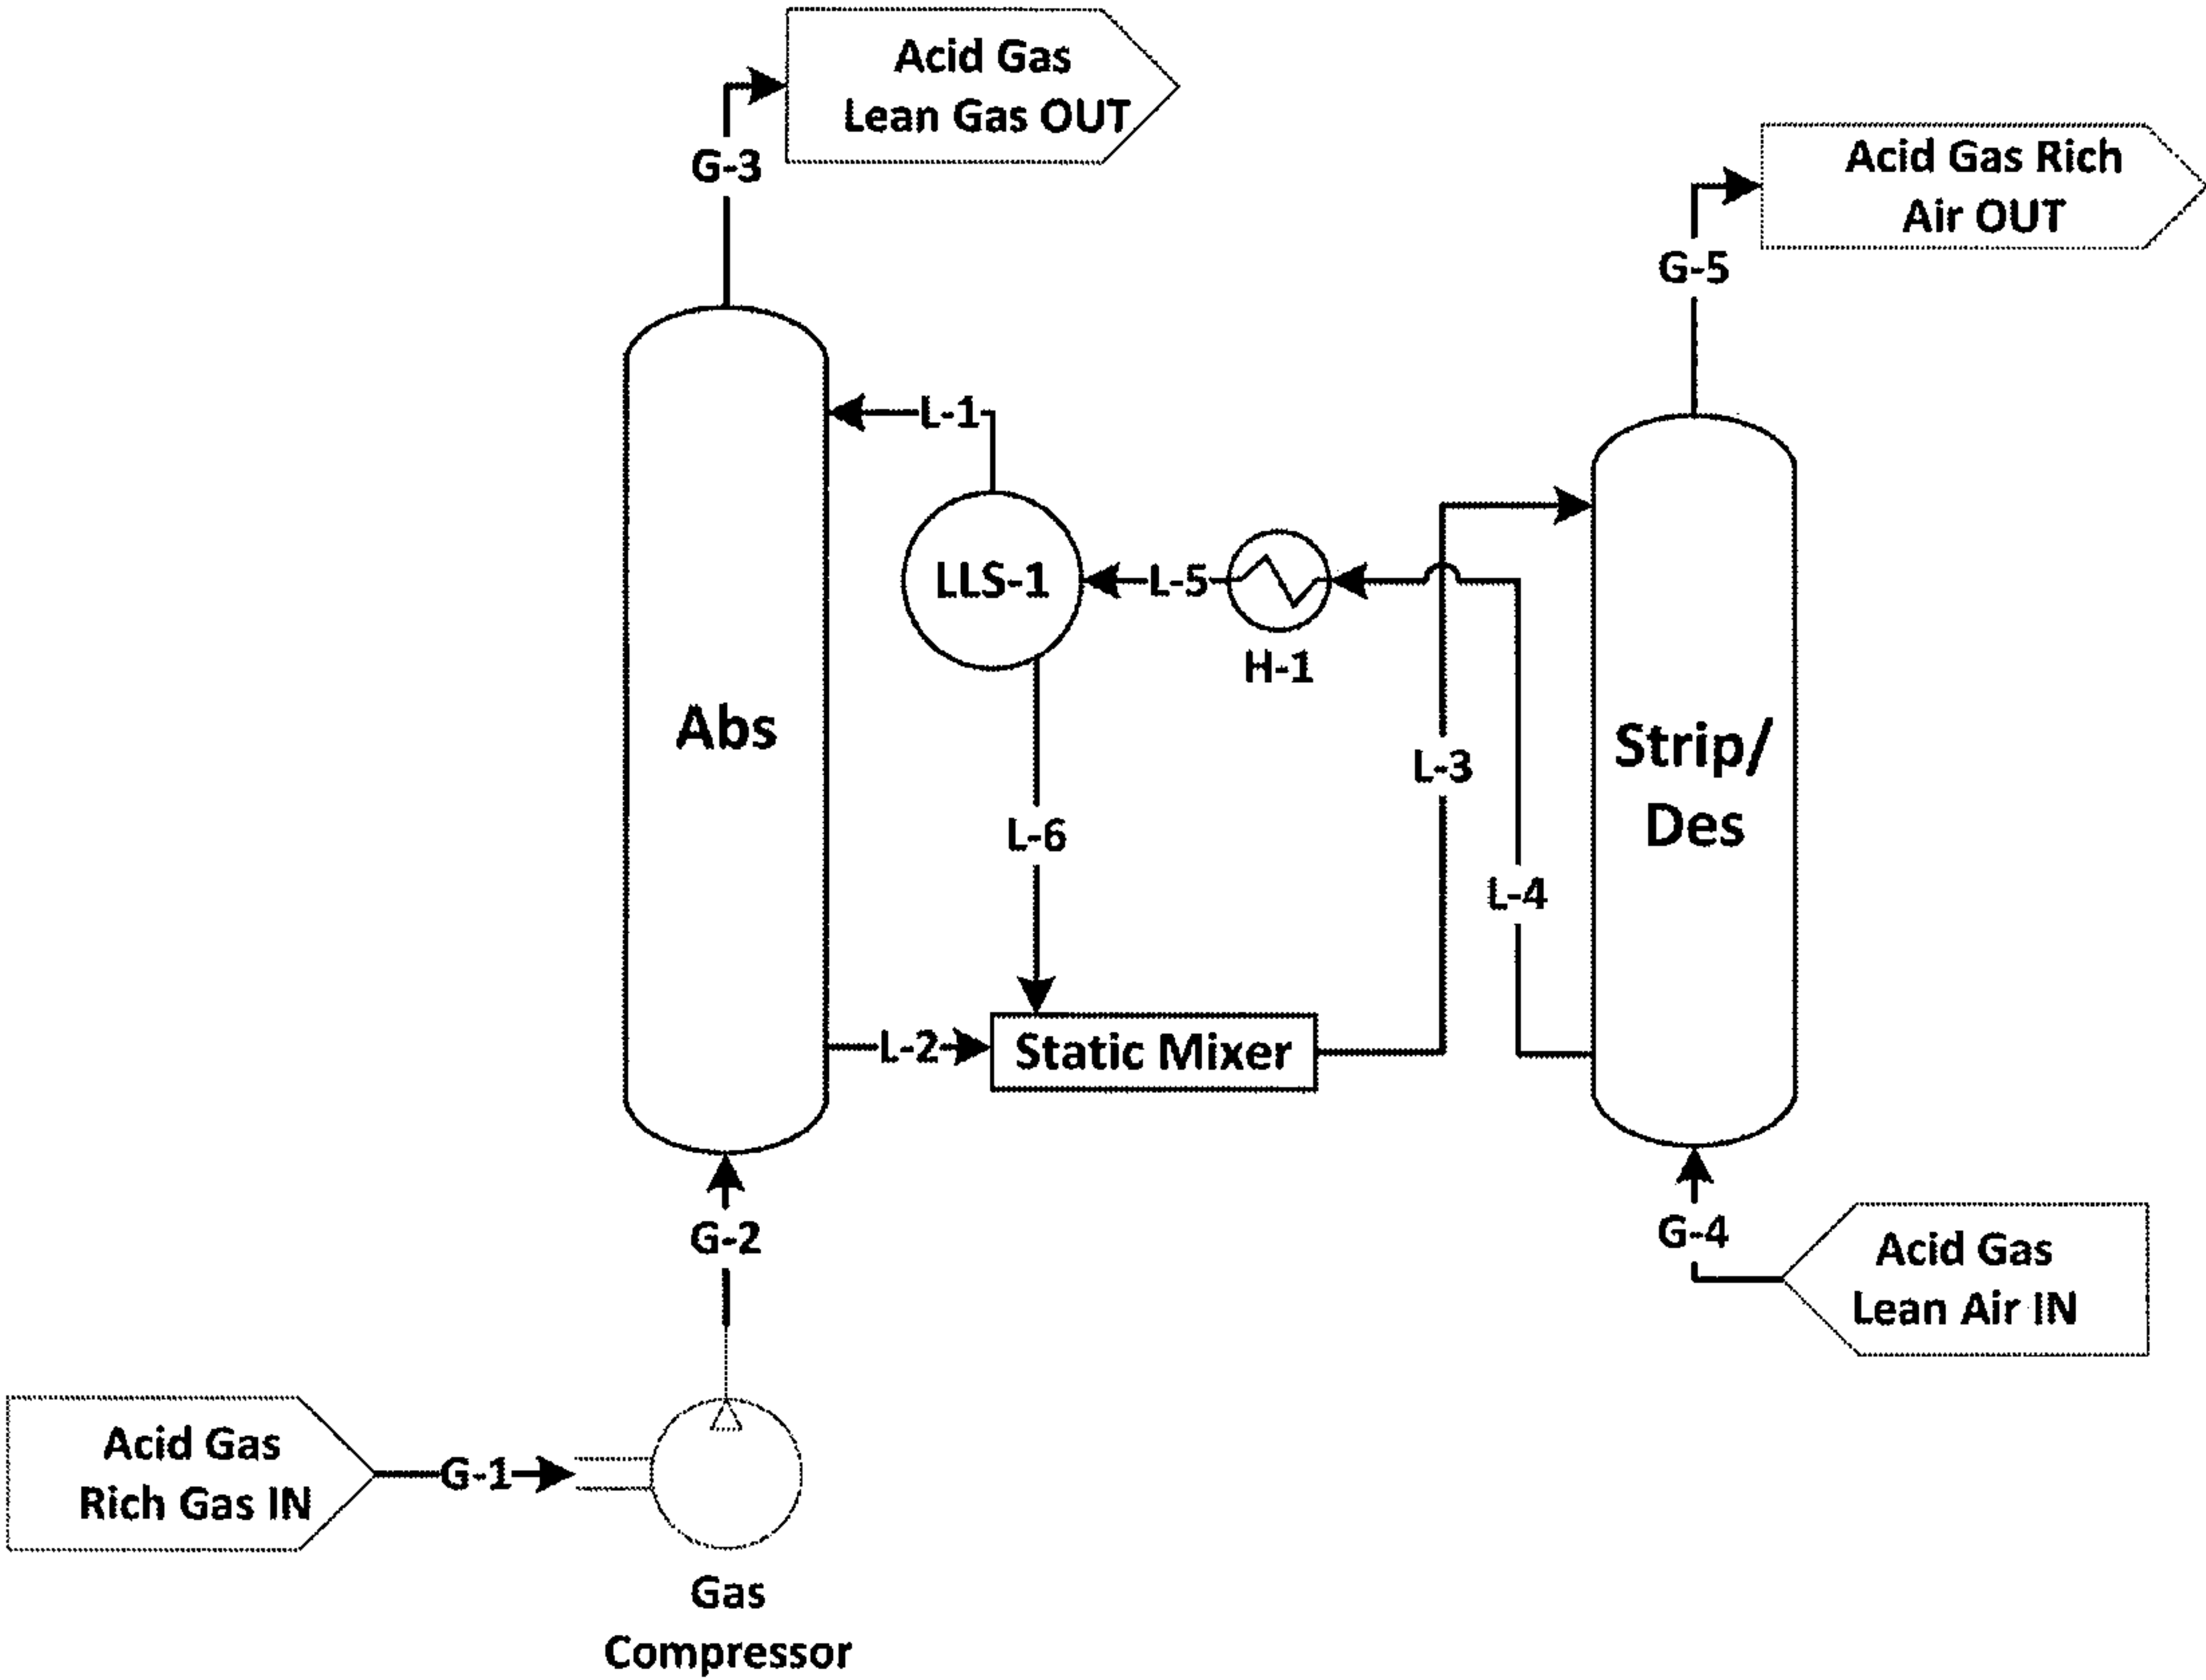 Acid Gas
Lean Gas OUT
G-3
Acid Gas Rich
Air OUT
G-5
L-1
LLS-1
L-5
H-1
Abs
Strip/
Des
L-3
L-6
L-4
L-2
Static Mixer
G-2
G-4
Acid Gas
Lean Air IN
Acid Gas
Rich Gas IN
G-1
Gas
Compressor